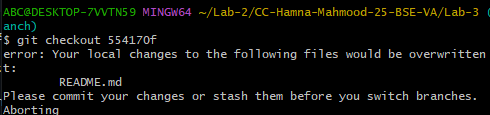 ABC@DESKTOP-7VVTN59 MINGW64 ~/Lab-2/CC-Hamna-Mahmood-25-BSE-VA/Lab-3 (
anch)
$ git checkout 554170f
error: Your local changes to the following files would be overwritten
t:
README.md
Please commit your changes or stash them before you switch branches.
Aborting